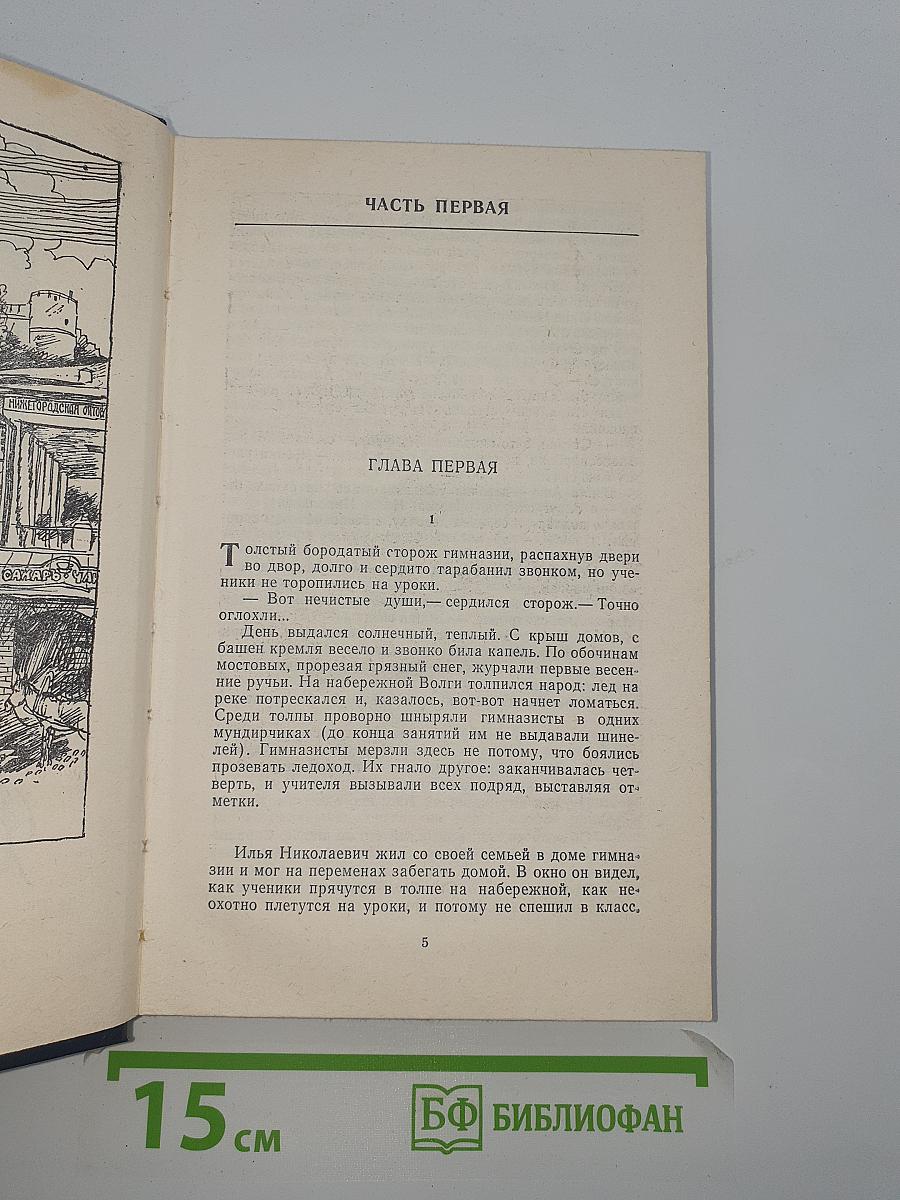 НИЖЕГОРОДСКАЯ
САХАРЪ
ЧАСТЬ ПЕРВАЯ
ГЛАВА ПЕРВАЯ
1
Толстый бородатый сторож гимназии, распахнув двери
во двор, долго и сердито тарабанил звонком, но уче-
ники не торопились на уроки.
— Вот нечистые души,— сердился сторож.— Точно
оглохли...
День выдался солнечный, теплый. С крыш домов, с
башен кремля весело и звонко била капель. По обочинам
мостовых, прорезая грязный снег, журчали первые весен-
ние ручьи. На набережной Волги толпился народ: лед на
реке потрескался и, казалось, вот-вот начнет ломаться.
Среди толпы проворно шныряли гимназисты в одних
мундирчиках (до конца занятий им не выдавали шине-
лей). Гимназисты мерзли здесь не потому, что боялись
прозевать ледоход. Их гнало другое: заканчивалась чет-
верть, и учителя вызывали всех подряд, выставляя от-
метки.
Илья Николаевич жил со своей семьей в доме гимна-
зии и мог на переменах забегать домой. В окно он видел,
как ученики прячутся в толпе на набережной, как не-
охотно плетутся на уроки, и потому не спешил в класс,
5
15 см
БФ БИБЛИОФАН